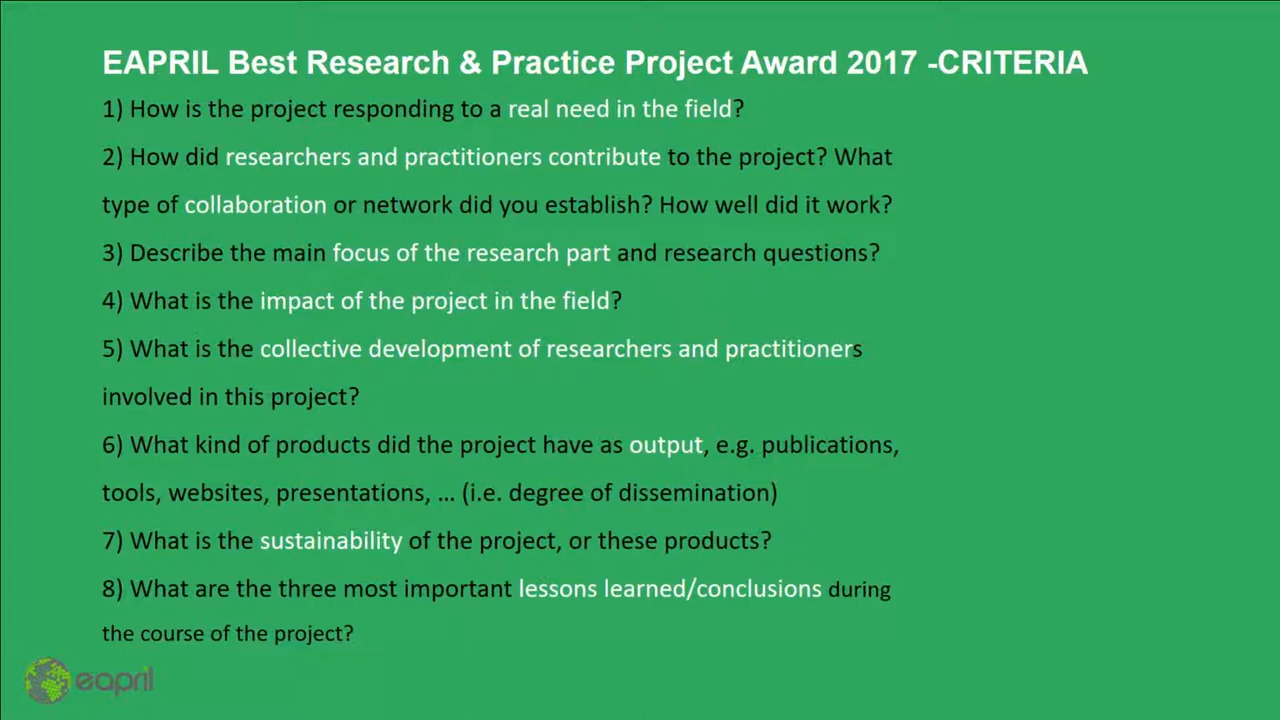 EAPRIL Best Research & Practice Project Award 2017 -CRITERIA
1) How is the project responding to a real need in the field?
2) How did researchers and practitioners contribute to the project? What
type of collaboration or network did you establish? How well did it work?
3) Describe the main focus of the research part and research questions?
4) What is the impact of the project in the field?
5) What is the collective development of researchers and practitioners
involved in this project?
6) What kind of products did the project have as output, e.g. publications,
tools, websites, presentations, … (i.e. degree of dissemination)
7) What is the sustainability of the project, or these products?
8) What are the three most important lessons learned/conclusions during
the course of the project?
eapril